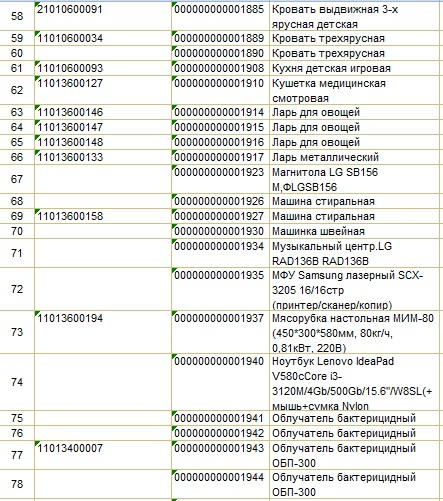 58 21010600091 000000000001885 Кровать выдвижная 3-х
ярусная детская
59 11010600034 000000000001889 Кровать трехярусная
60 000000000001890 Кровать трехярусная
61 11010600093 000000000001908 Кухня детская игровая
62 11013600127 000000000001910 Кушетка медицинская
смотровая
63 11013600146 000000000001914 Ларь для овощей
64 11013600147 000000000001915 Ларь для овощей
65 11013600148 000000000001916 Ларь для овощей
66 11013600133 000000000001917 Ларь металлический
67 000000000001923 Магнитола LG SB156
М,ФLGSB156
68 000000000001926 Машина стиральная
69 11013600158 000000000001927 Машина стиральная
70 000000000001930 Машинка швейная
71 000000000001934 Музыкальный центр.LG
RAD136B RAD136B
72 000000000001935 МФУ Samsung лазерный SCX-
3205 16/16стр
(принтер/сканер/копир)
73 11013600194 000000000001937 Мясорубка настольная МИМ-80
(450*300*580мм, 80кг/ч,
0,81кВт, 220В)
74 000000000001940 Ноутбук Lenovo IdeaPad
V580cCore i3-
3120M/4Gb/500Gb/15.6"/W8SL(+
мышь+сумка Nylon
75 000000000001941 Облучатель бактерицидный
76 000000000001942 Облучатель бактерицидный
77 11013400007 000000000001943 Облучатель бактерицидный
ОБП-300
78 000000000001944 Облучатель бактерицидный
ОБП-300